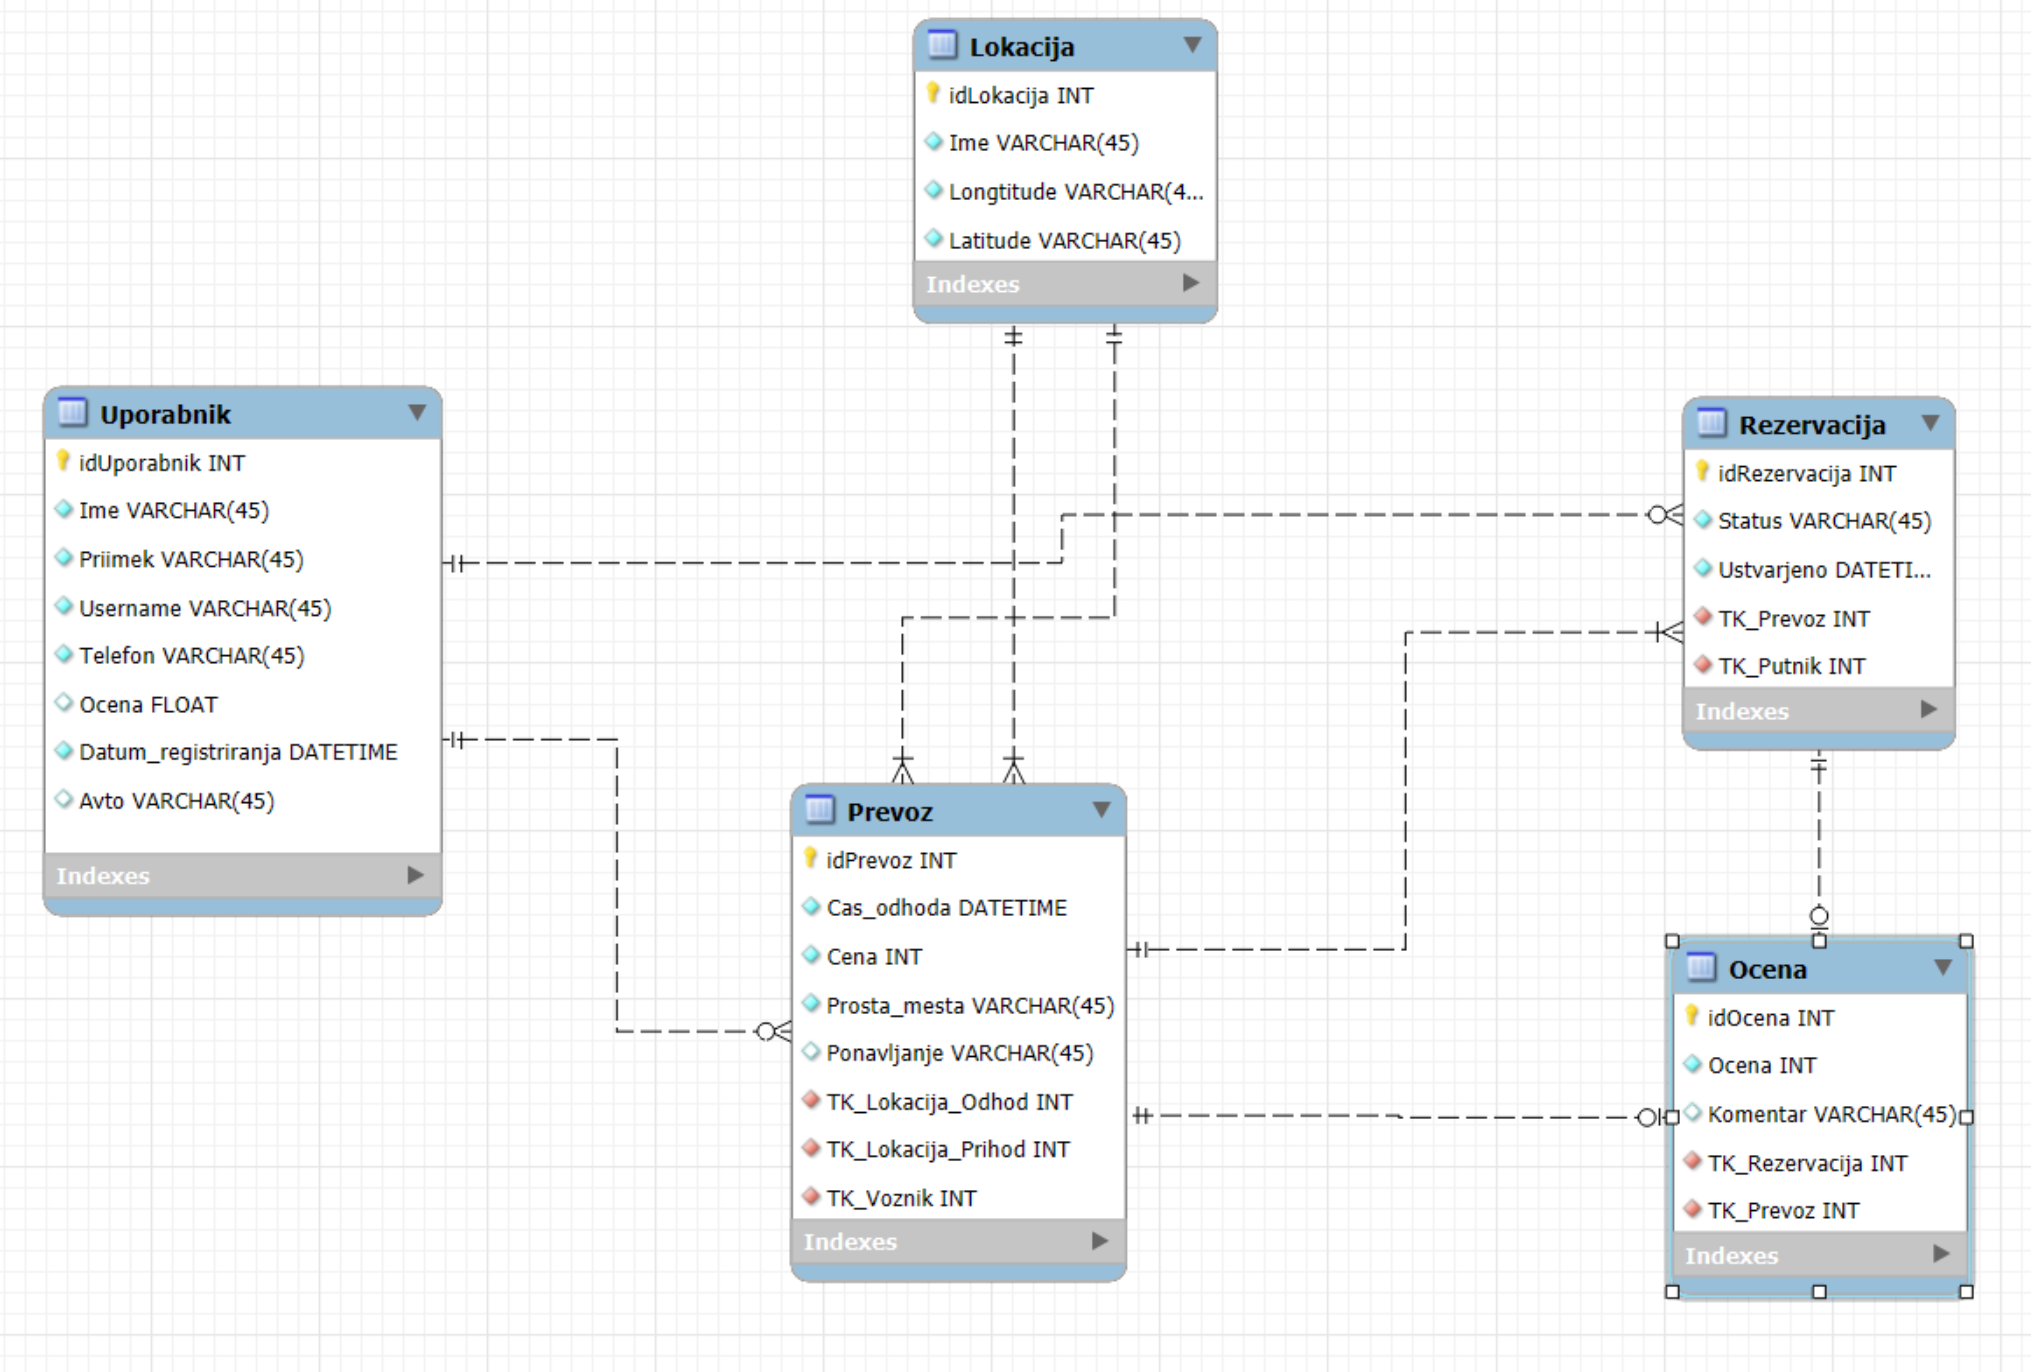 Lokacija
idLokacija INT
Ime VARCHAR(45)
Longtitude VARCHAR(4...
Latitude VARCHAR(45)
Indexes
Uporabnik
idUporabnik INT
Ime VARCHAR(45)
Priimek VARCHAR(45)
Username VARCHAR(45)
Telefon VARCHAR(45)
Ocena FLOAT
Datum_registriranja DATETIME
Avto VARCHAR(45)
Indexes
Rezervacija
idRezervacija INT
Status VARCHAR(45)
Ustvarjeno DATETI...
TK_Prevoz INT
TK_Putnik INT
Indexes
Prevoz
idPrevoz INT
Cas_odhoda DATETIME
Cena INT
Prosta_mesta VARCHAR(45)
Ponavljanje VARCHAR(45)
TK_Lokacija_Odhod INT
TK_Lokacija_Prihod INT
TK_Voznik INT
Indexes
Ocena
idOcena INT
Ocena INT
Komentar VARCHAR(45)
TK_Rezervacija INT
TK_Prevoz INT
Indexes